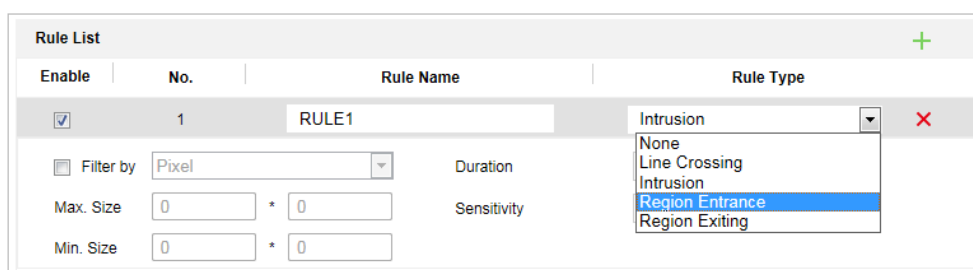 Rule List
Enable No. Rule Name Rule Type
1 RULE1 Intrusion
None
Filter by Pixel Duration Line Crossing
Intrusion
Max. Size 0 * 0 Sensitivity Region Entrance
Region Exiting
Min. Size 0 * 0